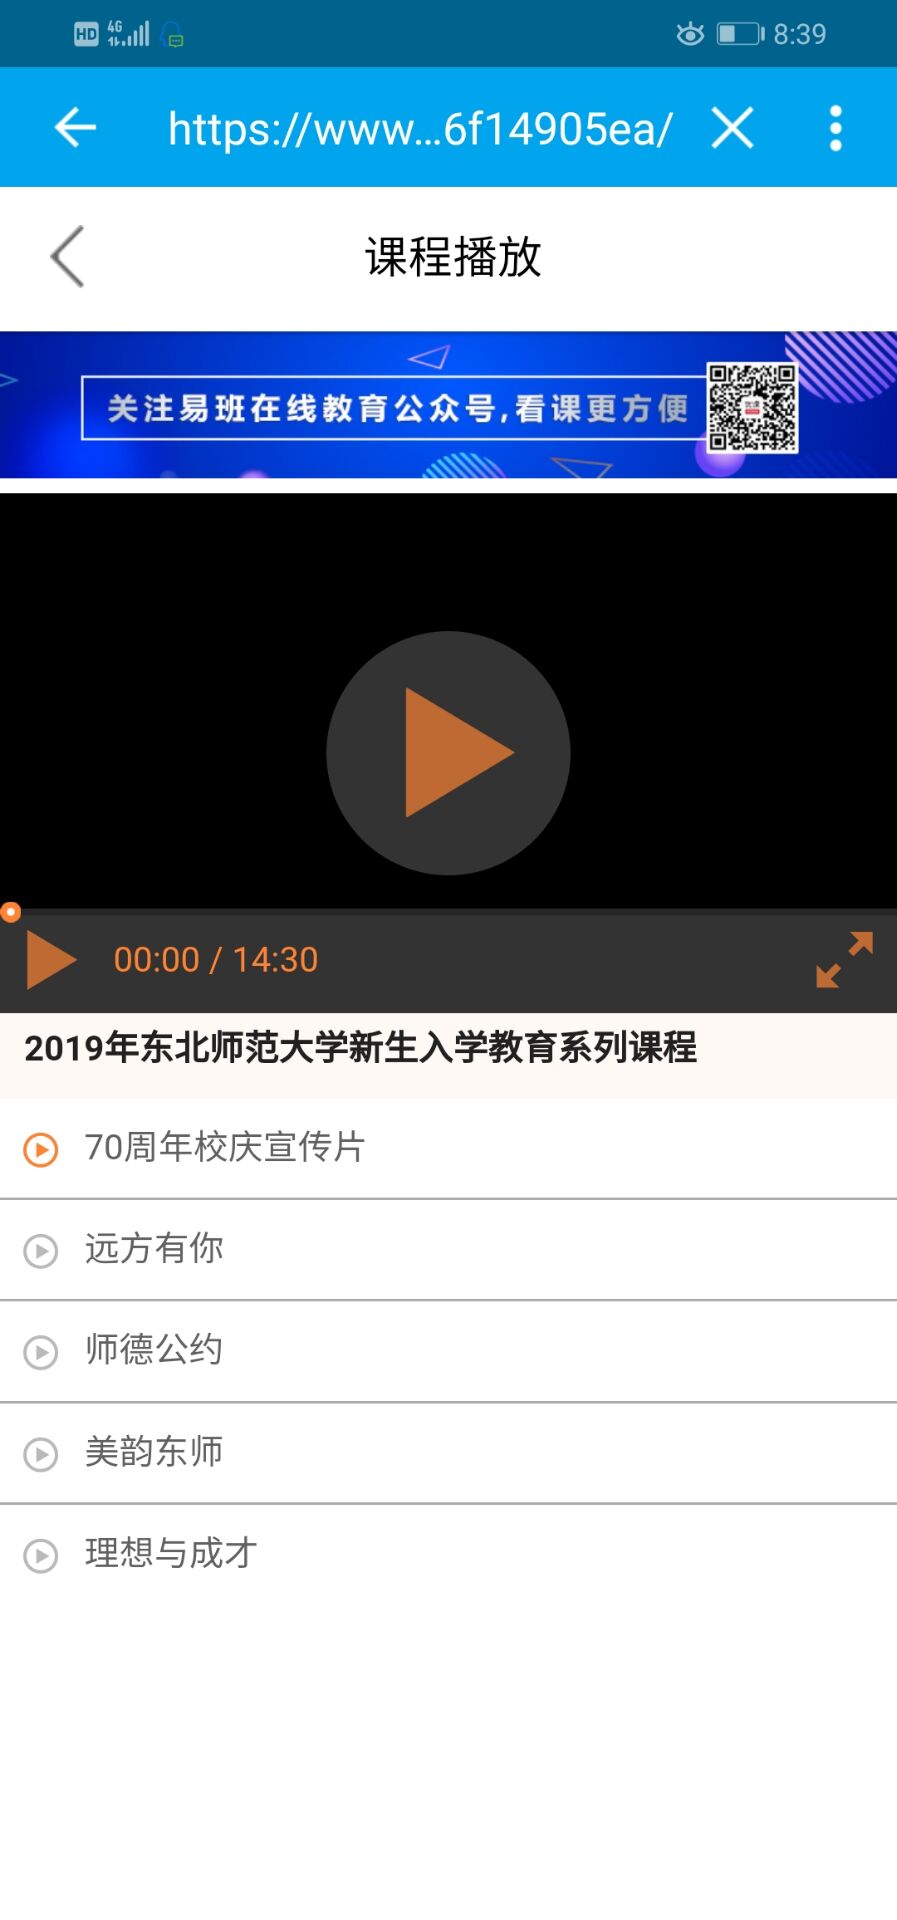 HD 4G 8:39
https://www...6f14905ea/
课程播放
关注易班在线教育公众号,看课更方便
00:00 / 14:30
2019年东北师范大学新生入学教育系列课程
70周年校庆宣传片
远方有你
师德公约
美韵东师
理想与成才